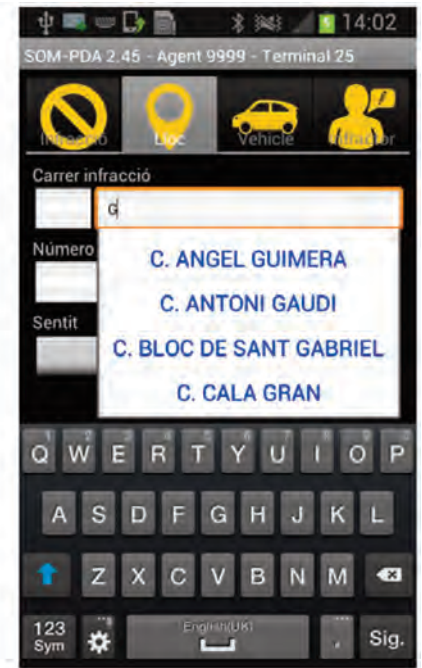 14:02
SOM-PDA 2.45 - Agent 9999 - Terminal 25
Infracció Lloc Vehicle Infractor
Carrer infracció
G
Número
Sentit
C. ANGEL GUIMERA
C. ANTONI GAUDI
C. BLOC DE SANT GABRIEL
C. CALA GRAN
Q W E R T Y U I O P
A S D F G H J K L
Z X C V B N M
123
Sym
English(UK)
Sig.